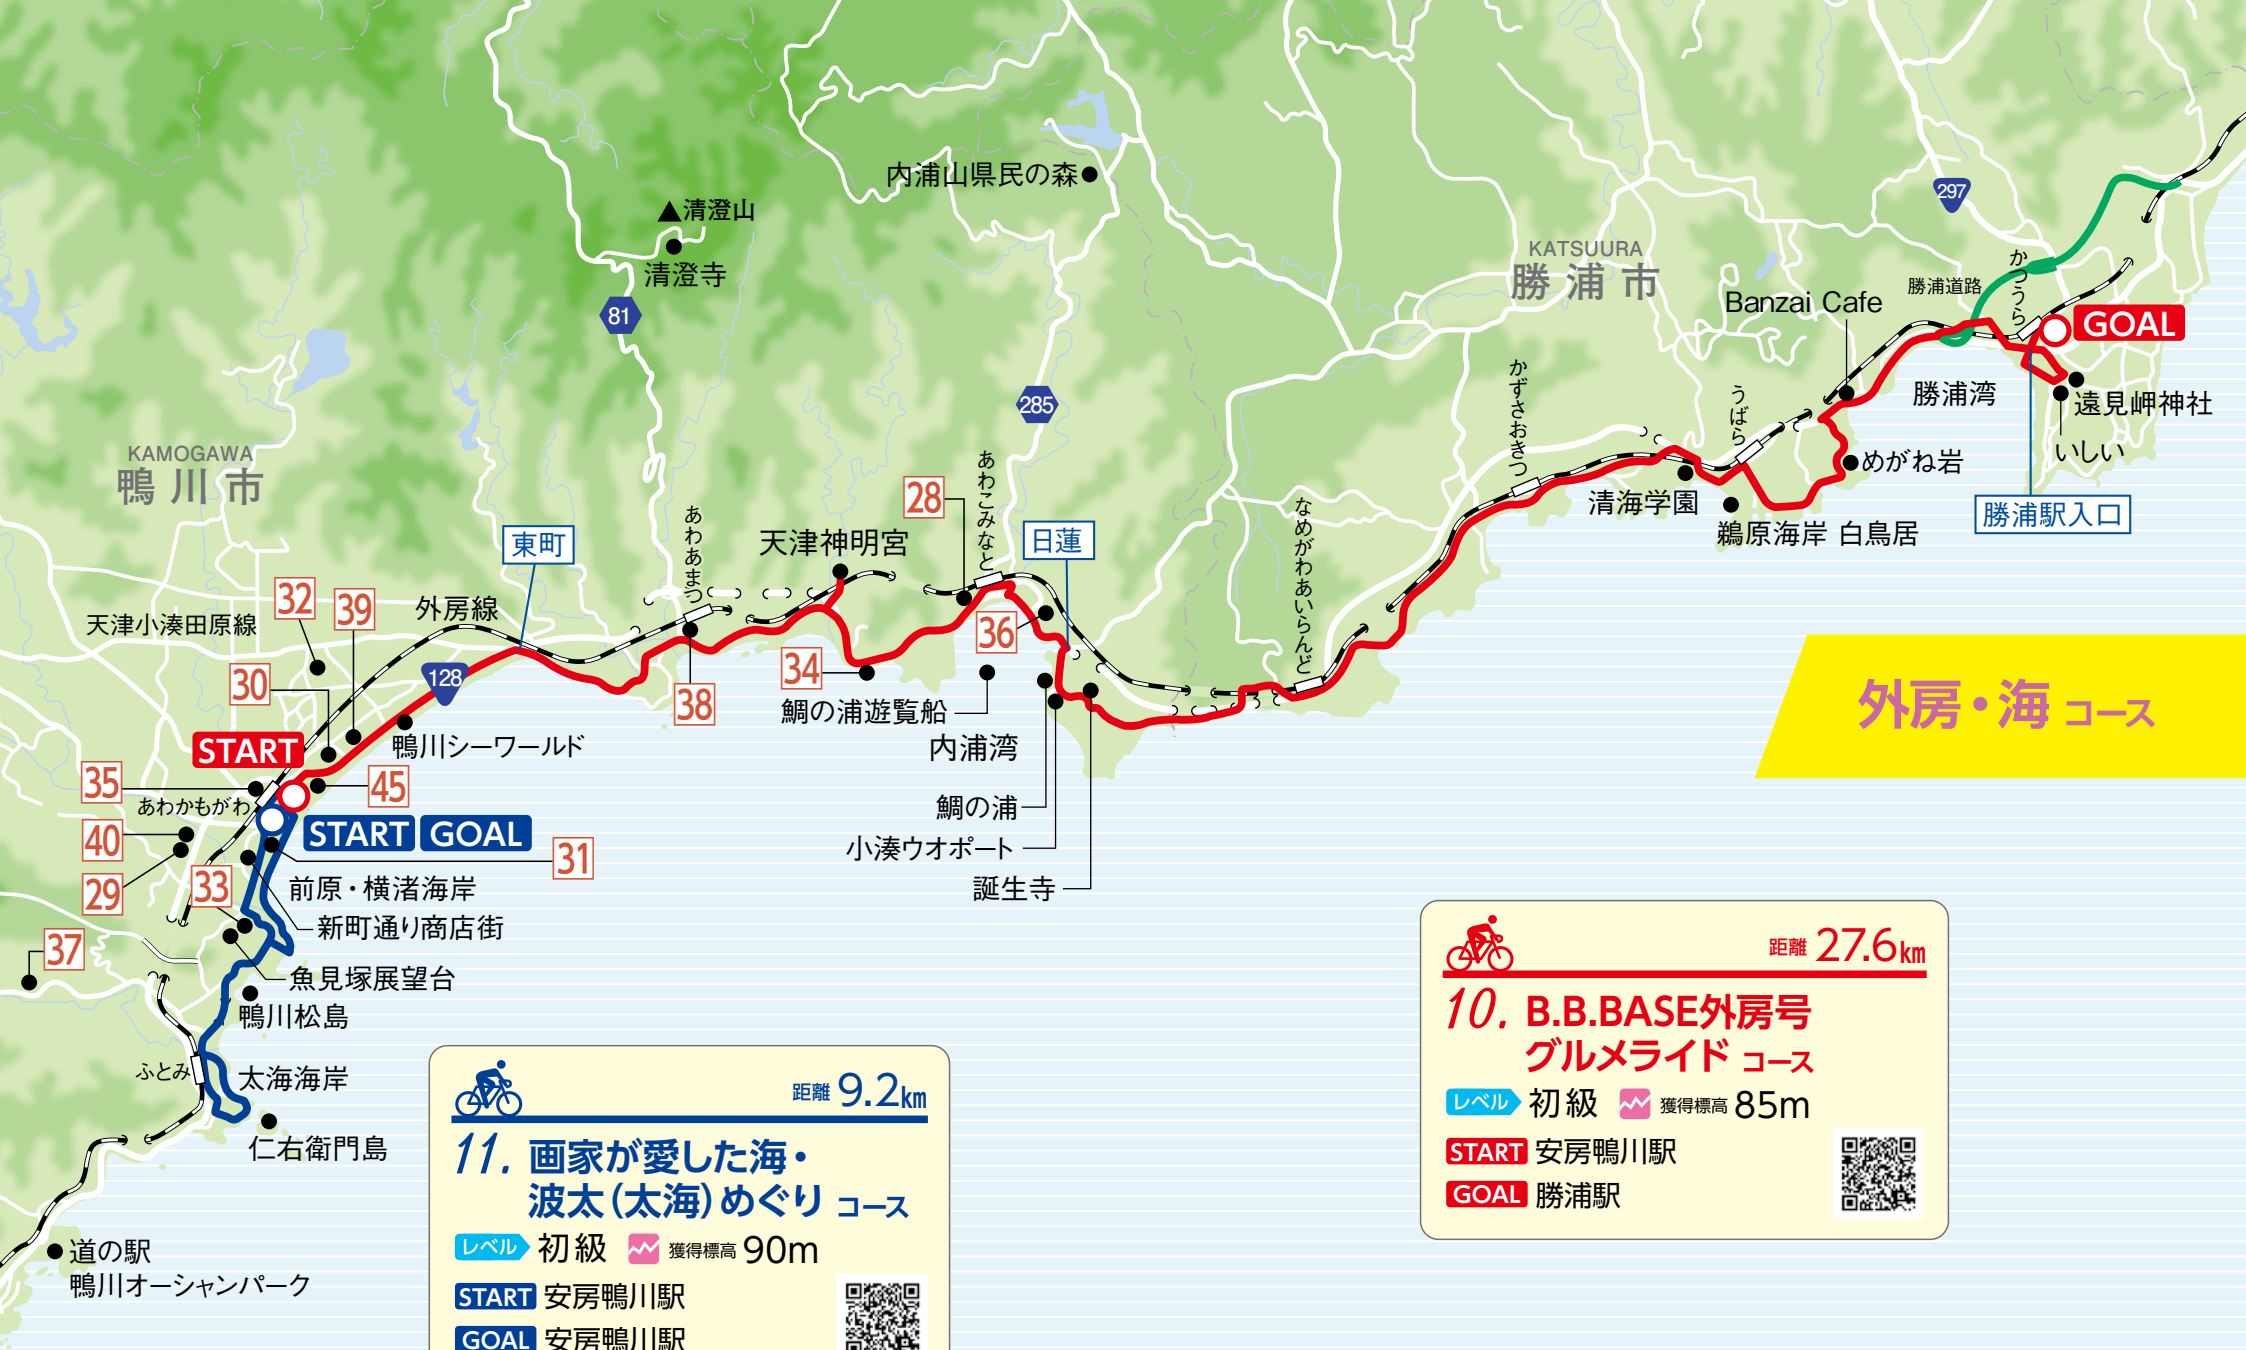 内浦山県民の森
清澄山
清澄寺
81
285
297
KATSUURA
勝浦市
Banzai Cafe
勝浦道路
かつうら
GOAL
遠見岬神社
いしい
勝浦湾
勝浦駅入口
めがね岩
うばら
鵜原海岸 白鳥居
清海学園
かずさおきつ
なめがわあいらんど
KAMOGAWA
鴨川市
東町
あわあまつ
天津神明宮
28
あわこみなと
日蓮
36
34
鯛の浦遊覧船
38
内浦湾
鯛の浦
小湊ウオポート
誕生寺
外房線
天津小湊田原線
32
39
30
128
鴨川シーワールド
START
35
あわかもがわ
45
40
START GOAL
31
29
33
前原・横渚海岸
新町通り商店街
37
魚見塚展望台
鴨川松島
ふとみ
太海海岸
仁右衛門島
道の駅
鴨川オーシャンパーク
外房・海 コース
距離 27.6km
10. B.B.BASE外房号
グルメライド コース
レベル 初級 獲得標高 85m
START 安房鴨川駅
GOAL 勝浦駅
距離 9.2km
11. 画家が愛した海・
波太(太海)めぐり コース
レベル 初級 獲得標高 90m
START 安房鴨川駅
GOAL 安房鴨川駅